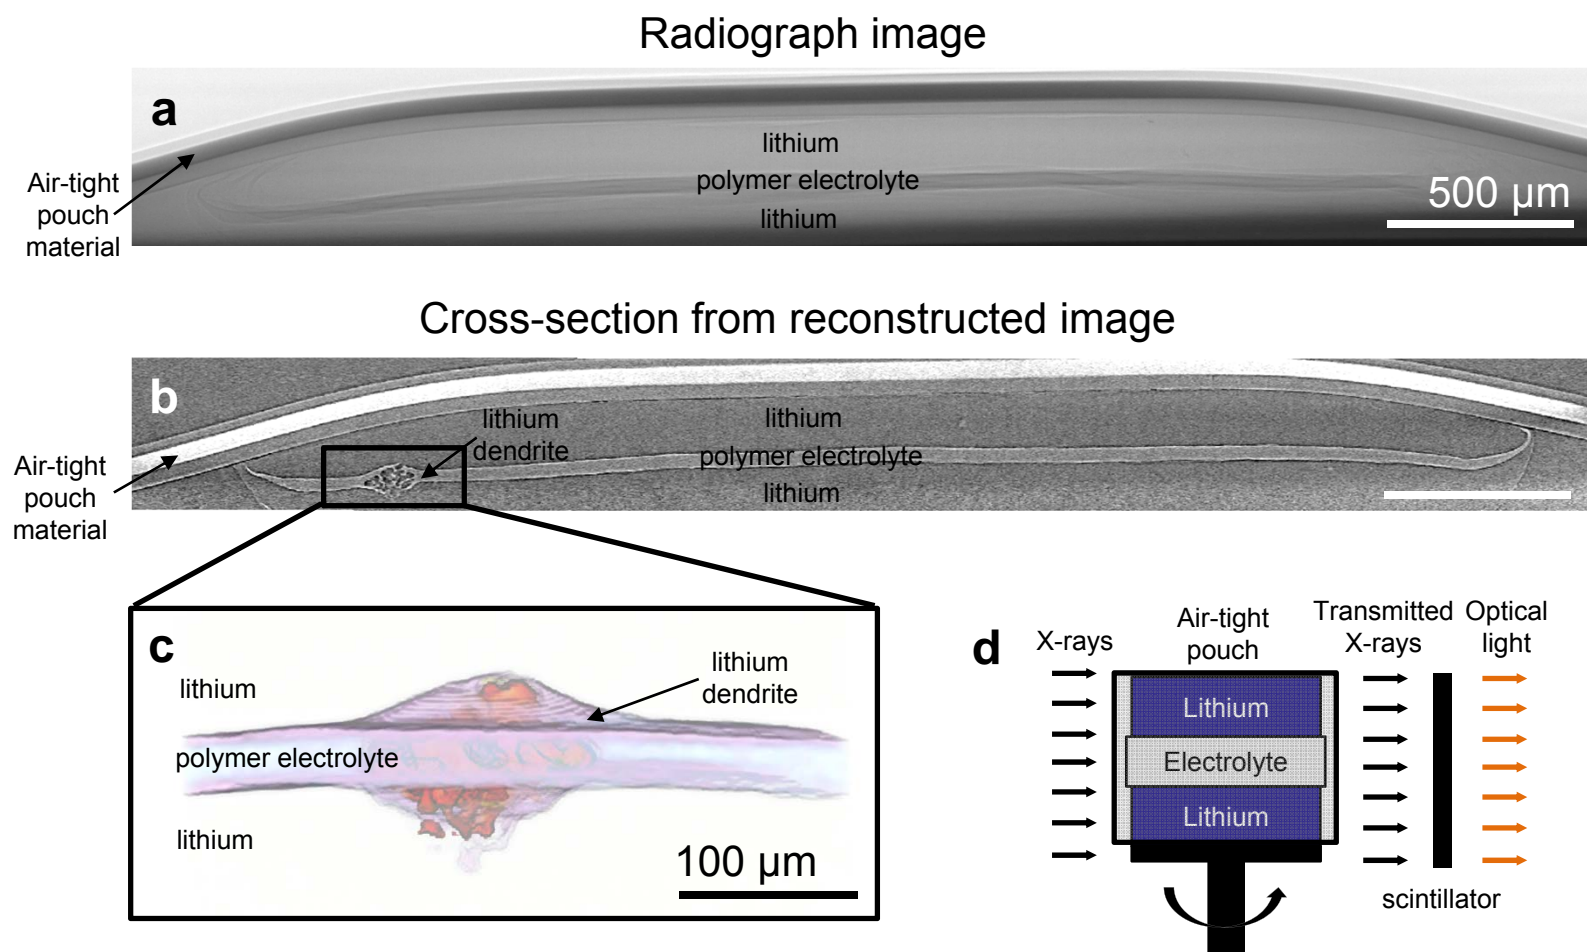 Radiograph image
a
lithium
polymer electrolyte
lithium
500 µm
Air-tight
pouch
material
Cross-section from reconstructed image
b
lithium
dendrite
lithium
polymer electrolyte
lithium
Air-tight
pouch
material
c
lithium
lithium
dendrite
polymer electrolyte
lithium
100 µm
d
X-rays
Air-tight
pouch
Transmitted
X-rays
Optical
light
Lithium
Electrolyte
Lithium
scintillator